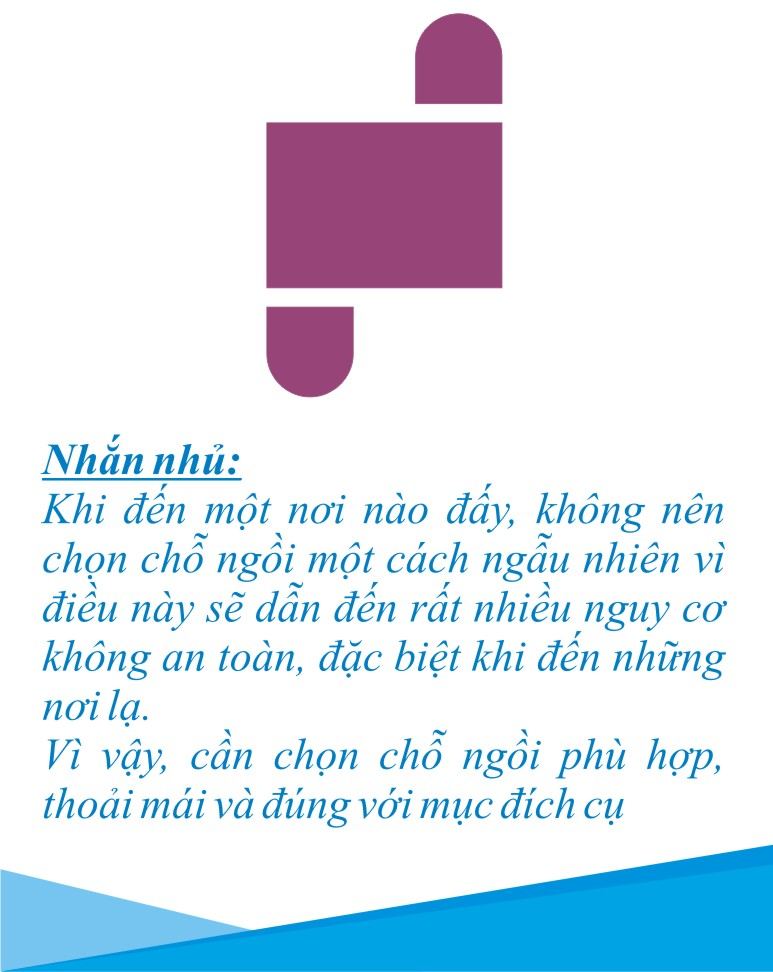 Nhắn nhủ:
Khi đến một nơi nào đấy, không nên
chọn chỗ ngồi một cách ngẫu nhiên vì
điều này sẽ dẫn đến rất nhiều nguy cơ
không an toàn, đặc biệt khi đến những
nơi lạ.
Vì vậy, cần chọn chỗ ngồi phù hợp,
thoải mái và đúng với mục đích cụ